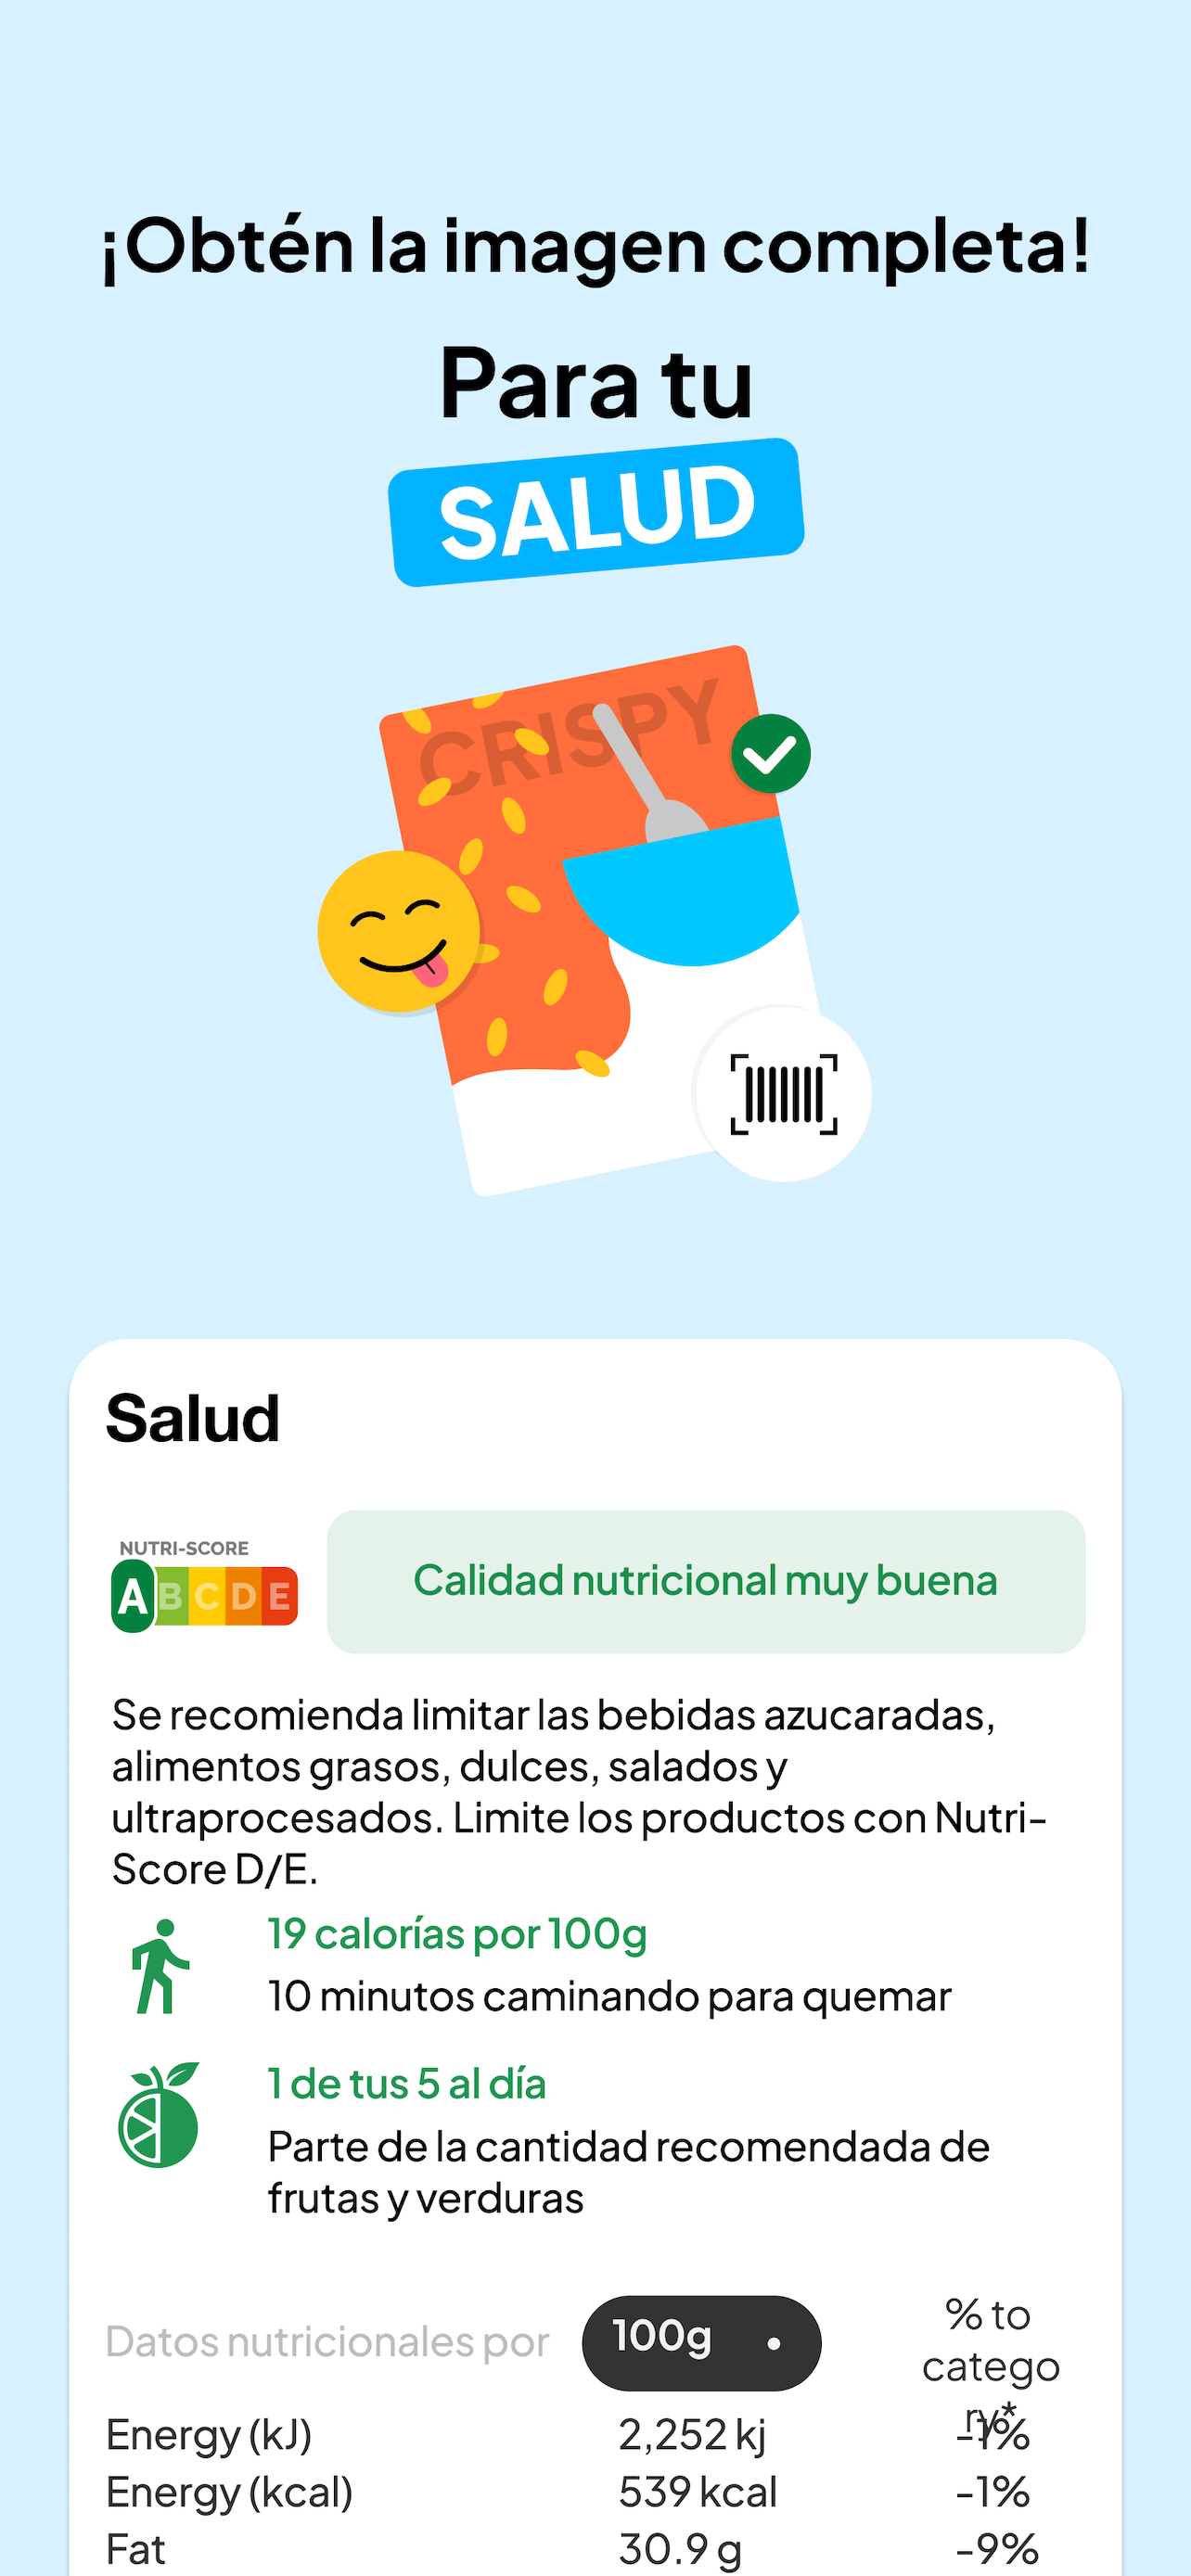 ¡Obtén la imagen completa!
Para tu
SALUD
CRISPY
Salud
NUTRI-SCORE
A B C D E
Calidad nutricional muy buena
Se recomienda limitar las bebidas azucaradas,
alimentos grasos, dulces, salados y
ultraprocesados. Limite los productos con Nutri-
Score D/E.
19 calorías por 100g
10 minutos caminando para quemar
1 de tus 5 al día
Parte de la cantidad recomendada de
frutas y verduras
Datos nutricionales por 100g
% to
catego
ry*
Energy (kJ) 2,252 kj -1%
Energy (kcal) 539 kcal -1%
Fat 30.9 g -9%